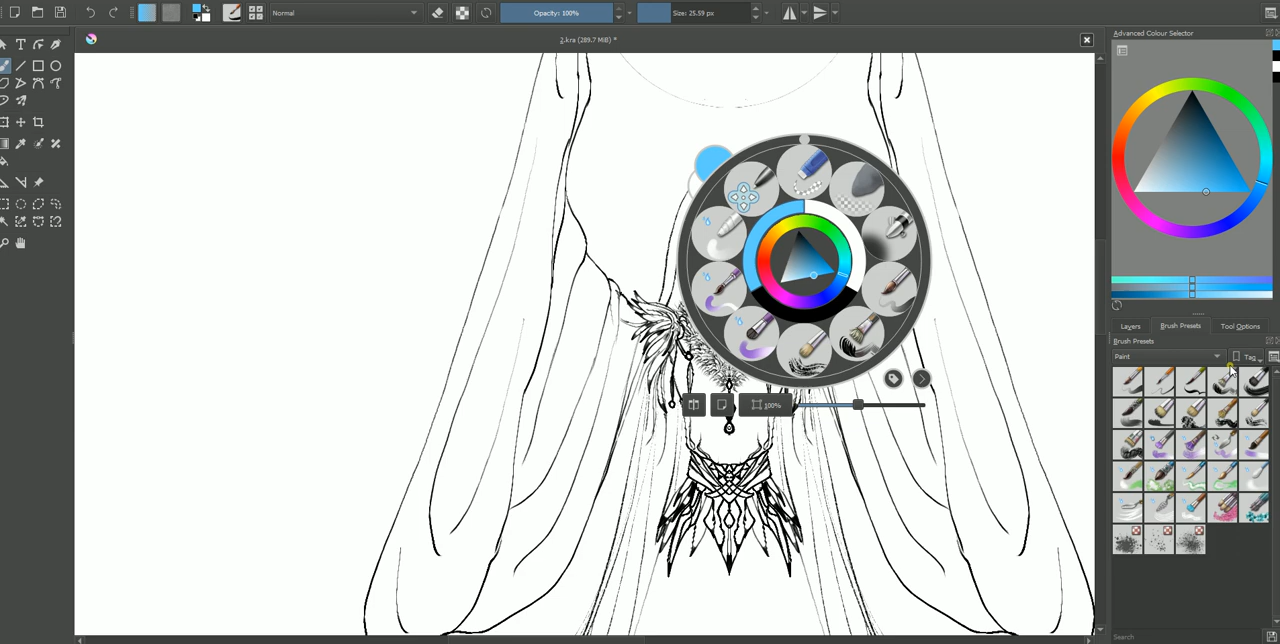 Normal
Opacity: 100%
Size: 25.59 px
2.kra (289.7 MiB) *
Advanced Colour Selector
Layers
Brush Presets
Tool Options
Brush Presets
Paint
Tag
100%
Search